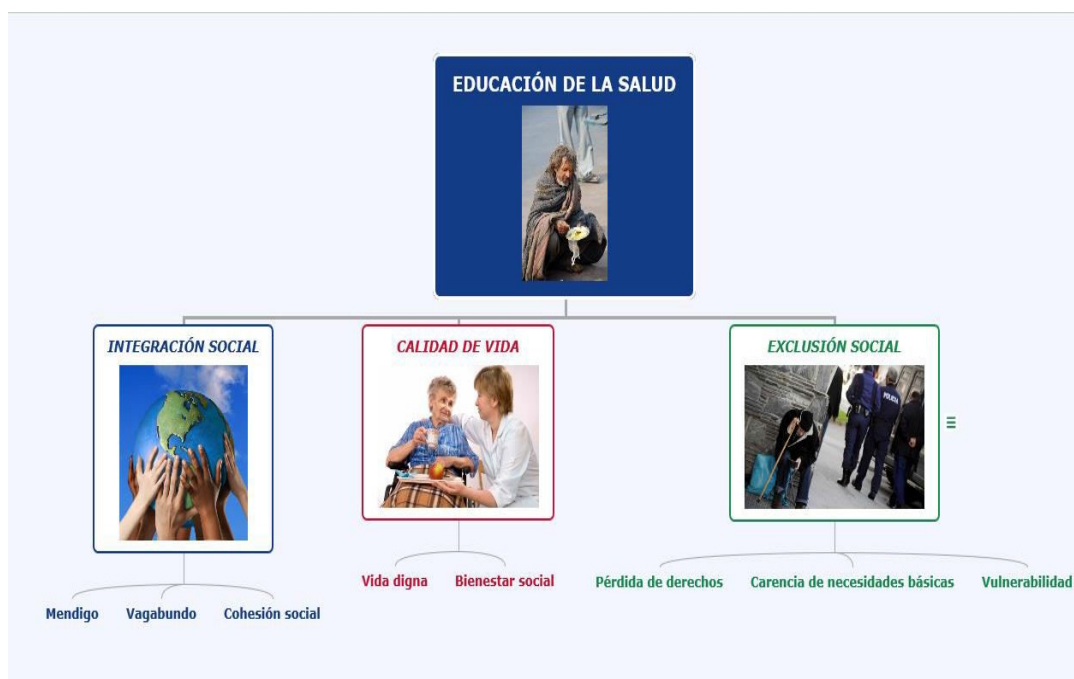 EDUCACIÓN DE LA SALUD
INTEGRACIÓN SOCIAL
CALIDAD DE VIDA
EXCLUSIÓN SOCIAL
POLICIA
Vida digna
Bienestar social
Pérdida de derechos
Carencia de necesidades básicas
Vulnerabilidad
Mendigo
Vagabundo
Cohesión social